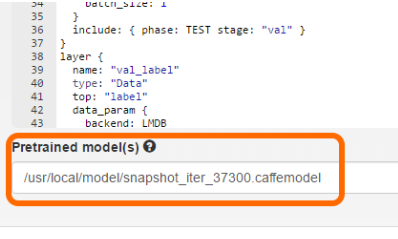 34 batch_size: 1
35 }
36 include: { phase: TEST stage: "val" }
37 }
38 layer {
39 name: "val_label"
40 type: "Data"
41 top: "label"
42 data_param {
43 backend: LMDB
Pretrained model(s) ?
/usr/local/model/snapshot_iter_37300.caffemodel